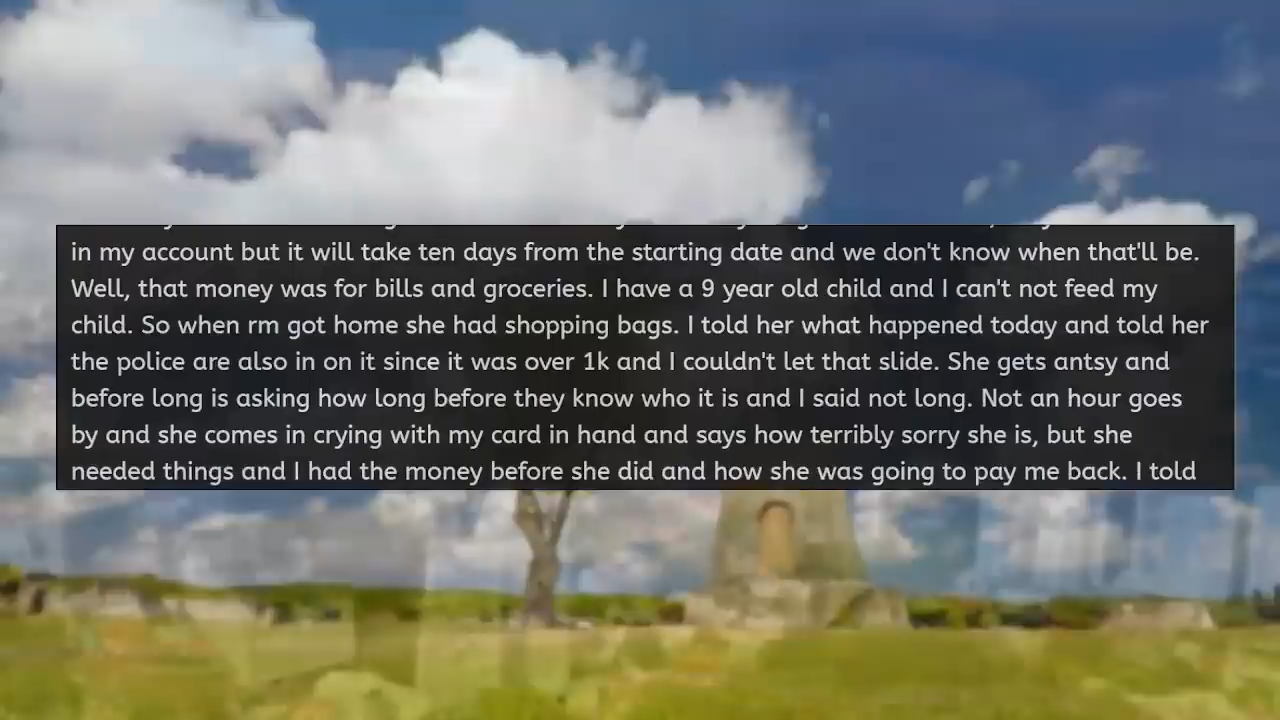 in my account but it will take ten days from the starting date and we don't know when that'll be.
Well, that money was for bills and groceries. I have a 9 year old child and I can't not feed my
child. So when rm got home she had shopping bags. I told her what happened today and told her
the police are also in on it since it was over 1k and I couldn't let that slide. She gets antsy and
before long is asking how long before they know who it is and I said not long. Not an hour goes
by and she comes in crying with my card in hand and says how terribly sorry she is, but she
needed things and I had the money before she did and how she was going to pay me back. I told